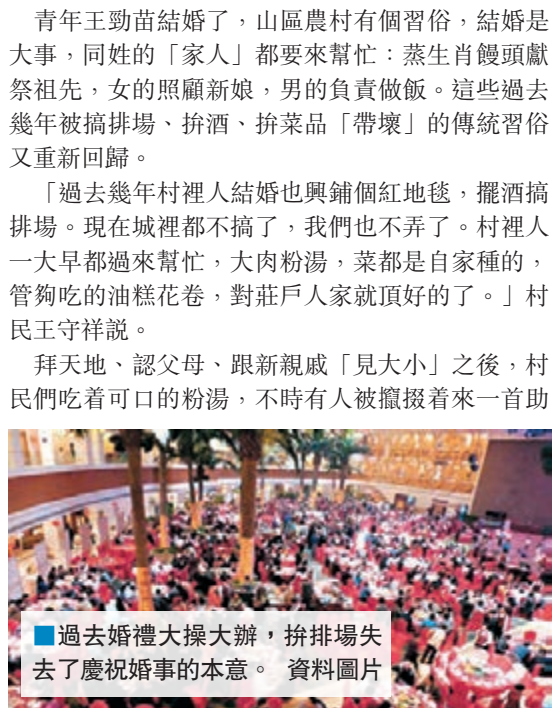 青年王勁苗結婚了，山區農村有個習俗，結婚是
大事，同姓的「家人」都要來幫忙：蒸生肖饅頭獻
祭祖先，女的照顧新娘，男的負責做飯。這些過去
幾年被搞排場、拚酒、拚菜品「帶壞」的傳統習俗
又重新回歸。
「過去幾年村裡人結婚也興鋪個紅地毯，擺酒搞
排場。現在城裡都不搞了，我們也不弄了。村裡人
一大早都過來幫忙，大肉粉湯，菜都是自家種的，
管夠吃的油糕花卷，對莊戶人家就頂好的了。」村
民王守祥説。
拜天地、認父母、跟新親戚「見大小」之後，村
民們吃着可口的粉湯，不時有人被攛掇着來一首助
■過去婚禮大操大辦，拚排場失
去了慶祝婚事的本意。 資料圖片